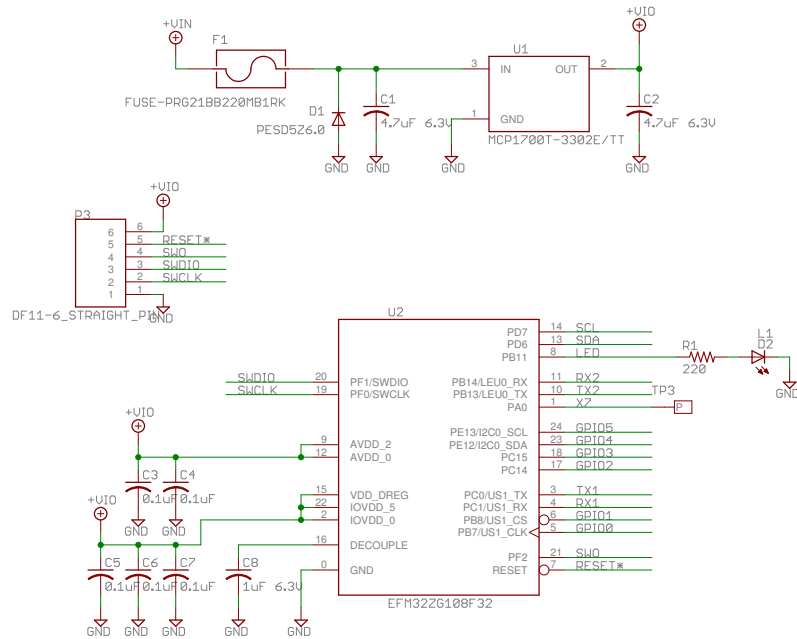 +VIN
F1
FUSE-PRG21BB220MB1RK
D1
PESD5Z6.0
C1
4.7uF 6.3V
GND
GND
GND
U1
3 IN OUT 2
1 GND
MCP1700T-3302E/TT
+VIO
C2
4.7uF 6.3V
GND
P3
+VIO
6 6
5 5 RESET*
4 4 SWO
3 3 SWDIO
2 2 SWCLK
1 1
DF11-6_STRAIGHT_PIN
GND
U2
PD7 14 SCL
PD6 13 SDA
PB11 8 LED
R1
220
L1
D2
GND
SWDIO 20 PF1/SWDIO
SWCLK 19 PF0/SWCLK
PB14/LEU0_RX 11 RX2
PB13/LEU0_TX 10 TX2
PA0 1 XZ
TP3
P
+VIO
9 AVDD_2
12 AVDD_0
PE13/I2C0_SCL 24 GPIO5
PE12/I2C0_SDA 23 GPIO4
PC15 18 GPIO3
PC14 17 GPIO2
C3
0.1uF
C4
0.1uF
GND
GND
15 VDD_DREG
22 IOVDD_5
2 IOVDD_0
PC0/US1_TX 3 TX1
PC1/US1_RX 4 RX1
PB8/US1_CS 6 GPIO1
PB7/US1_CLK 5 GPIO0
+VIO
16 DECOUPLE
0 GND
PF2 21 SWO
RESET 7 RESET*
C5
0.1uF
C6
0.1uF
C7
0.1uF
C8
1uF 6.3V
EFM32ZG108F32
GND
GND
GND
GND
GND